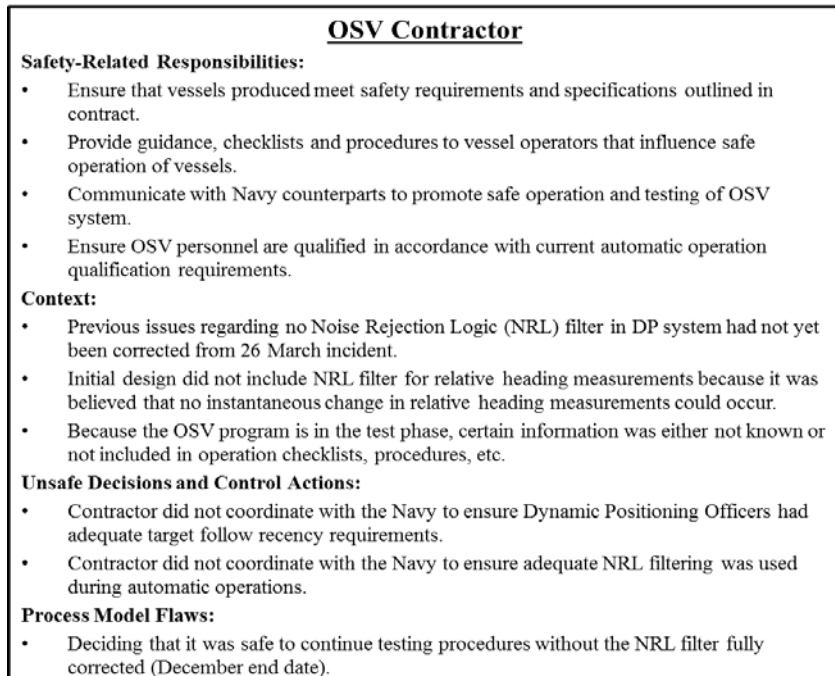 OSV Contractor
Safety-Related Responsibilities:
• Ensure that vessels produced meet safety requirements and specifications outlined in
contract.
• Provide guidance, checklists and procedures to vessel operators that influence safe
operation of vessels.
• Communicate with Navy counterparts to promote safe operation and testing of OSV
system.
• Ensure OSV personnel are qualified in accordance with current automatic operation
qualification requirements.
Context:
• Previous issues regarding no Noise Rejection Logic (NRL) filter in DP system had not yet
been corrected from 26 March incident.
• Initial design did not include NRL filter for relative heading measurements because it was
believed that no instantaneous change in relative heading measurements could occur.
• Because the OSV program is in the test phase, certain information was either not known or
not included in operation checklists, procedures, etc.
Unsafe Decisions and Control Actions:
• Contractor did not coordinate with the Navy to ensure Dynamic Positioning Officers had
adequate target follow recency requirements.
• Contractor did not coordinate with the Navy to ensure adequate NRL filtering was used
during automatic operations.
Process Model Flaws:
• Deciding that it was safe to continue testing procedures without the NRL filter fully
corrected (December end date).